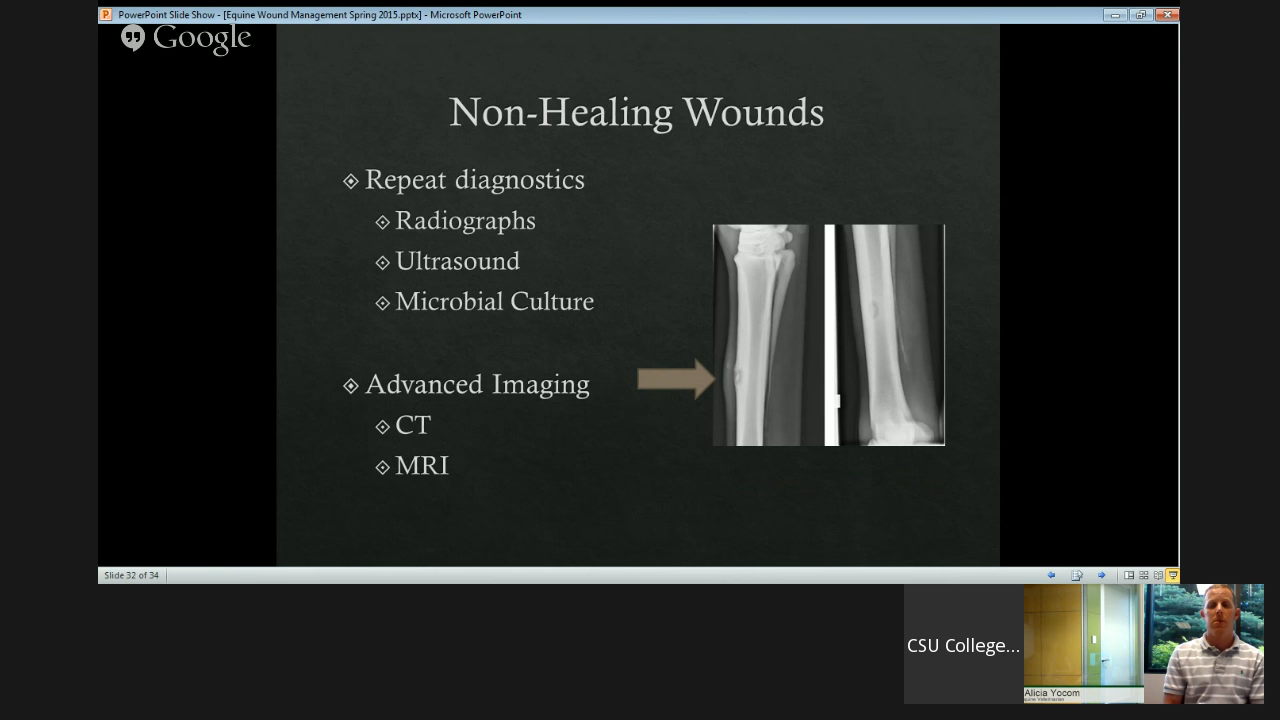 PowerPoint Slide Show - [Equine Wound Management Spring 2015.pptx] - Microsoft PowerPoint
Google
Non-Healing Wounds
Repeat diagnostics
Radiographs
Ultrasound
Microbial Culture
Advanced Imaging
CT
MRI
Slide 32 of 34
CSU College...
Alicia Yocom